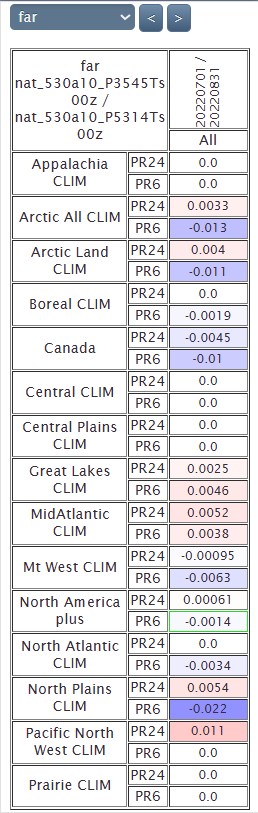 far
<
>
far
nat_530a10_P3545Ts
00z /
nat_530a10_P5314Ts
00z
20220701 /
20220831
All
Appalachia
CLIM
PR24
0.0
PR6
0.0
Arctic All CLIM
PR24
0.0033
PR6
-0.013
Arctic Land
CLIM
PR24
0.004
PR6
-0.011
Boreal CLIM
PR24
0.0
PR6
-0.0019
Canada
PR24
-0.0045
PR6
-0.01
Central CLIM
PR24
0.0
PR6
0.0
Central Plains
CLIM
PR24
0.0
PR6
0.0
Great Lakes
CLIM
PR24
0.0025
PR6
0.0046
MidAtlantic
CLIM
PR24
0.0052
PR6
0.0038
Mt West CLIM
PR24
-0.00095
PR6
-0.0063
North America
plus
PR24
0.00061
PR6
-0.0014
North Atlantic
CLIM
PR24
0.0
PR6
-0.0034
North Plains
CLIM
PR24
0.0054
PR6
-0.022
Pacific North
West CLIM
PR24
0.011
PR6
0.0
Prairie CLIM
PR24
0.0
PR6
0.0